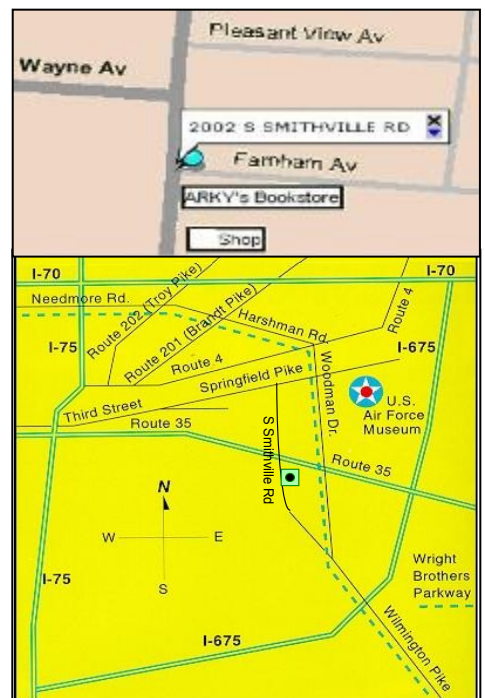 Pleasant View Av
Wayne Av
2002 S SMITHVILLE RD
Farnham Av
ARKY's Bookstore
Shop
I-70
I-70
Needmore Rd.
Route 202 (Troy Pike)
Route 201 (Brandt Pike)
Harshman Rd.
Route 4
I-75
I-675
Route 4
Springfield Pike
Woodman Dr.
Third Street
U.S.
Air Force
Museum
Route 35
S Smithville Rd
Route 35
N
W
E
S
Wright
Brothers
Parkway
I-75
Wilmington Pike
I-675